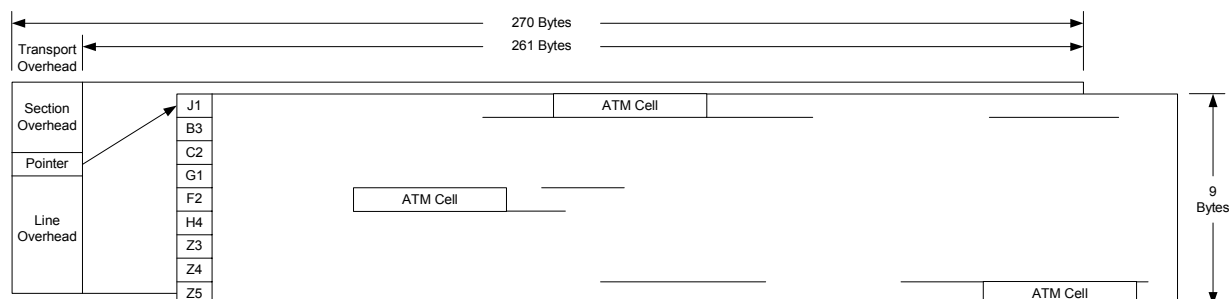 270 Bytes
261 Bytes
Transport
Overhead
Section
Overhead
Pointer
Line
Overhead
J1
B3
C2
G1
F2
H4
Z3
Z4
Z5
ATM Cell
ATM Cell
ATM Cell
9
Bytes